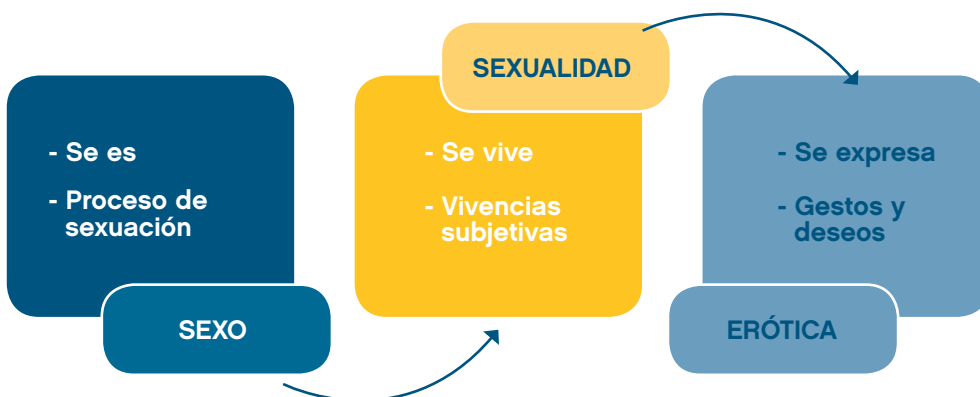 - Se es
- Proceso de
sexuación
SEXO
SEXUALIDAD
- Se vive
- Vivencias
subjetivas
- Se expresa
- Gestos y
deseos
ERÓTICA